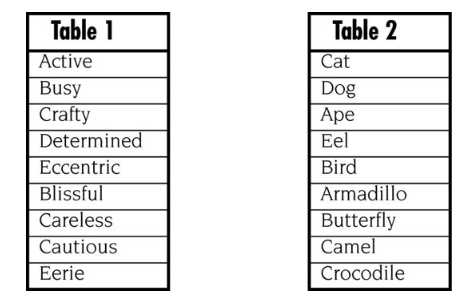 Table 1
Active
Busy
Crafty
Determined
Eccentric
Blissful
Careless
Cautious
Eerie
Table 2
Cat
Dog
Ape
Eel
Bird
Armadillo
Butterfly
Camel
Crocodile